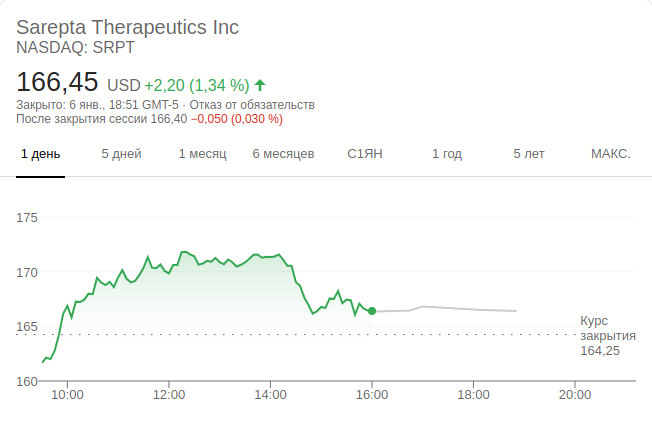 Sarepta Therapeutics Inc
NASDAQ: SRPT
166,45 USD +2,20 (1,34 %)
Закрыто: 6 янв., 18:51 GMT-5 · Отказ от обязательств
После закрытия сессии 166,40 −0,050 (0,030 %)
1 день 5 дней 1 месяц 6 месяцев С1ЯН 1 год 5 лет МАКС.
175
170
165
160
Курс
закрытия
164,25
10:00 12:00 14:00 16:00 18:00 20:00